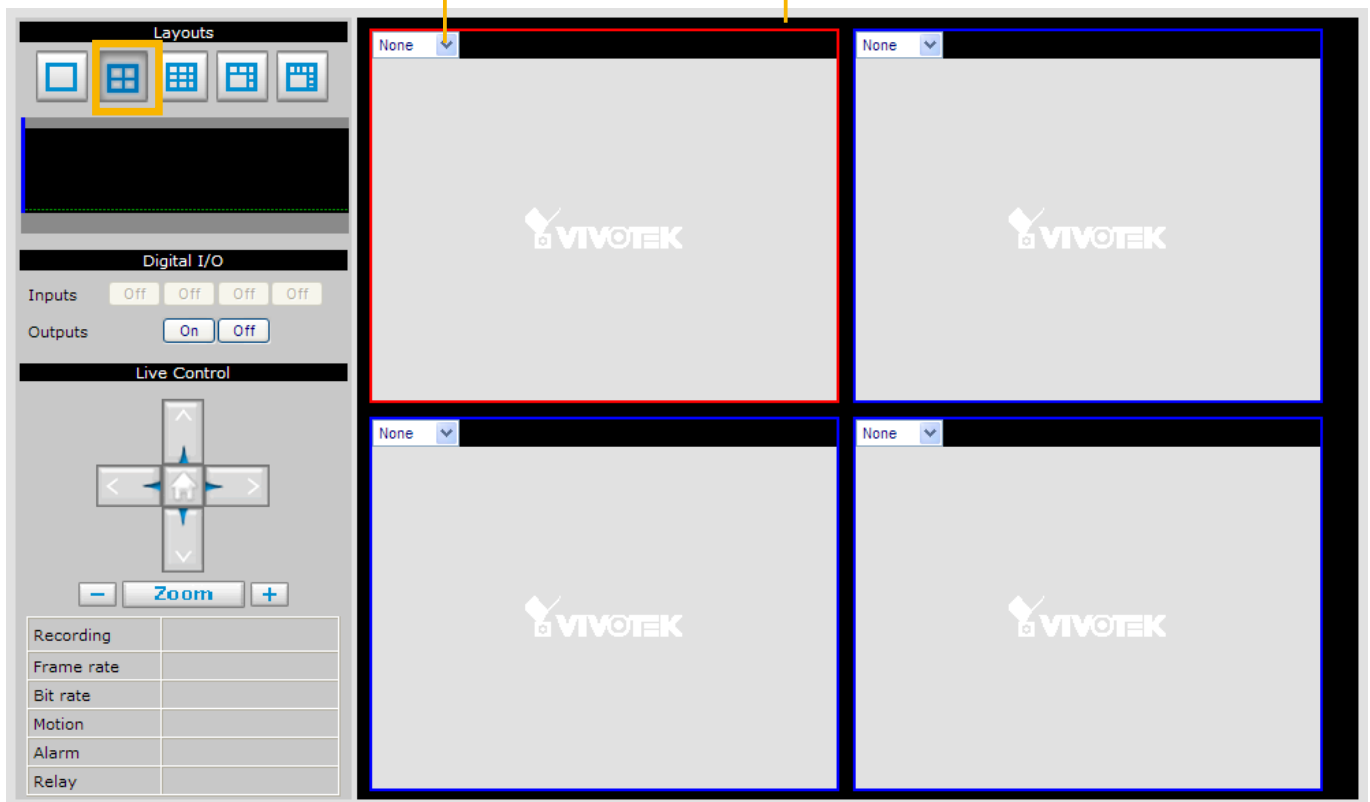 Layouts
Digital I/O
Inputs Off Off Off Off
Outputs On Off
Live Control
Zoom
Recording
Frame rate
Bit rate
Motion
Alarm
Relay
None
None
VIVOTEK
VIVOTEK
None
None
VIVOTEK
VIVOTEK